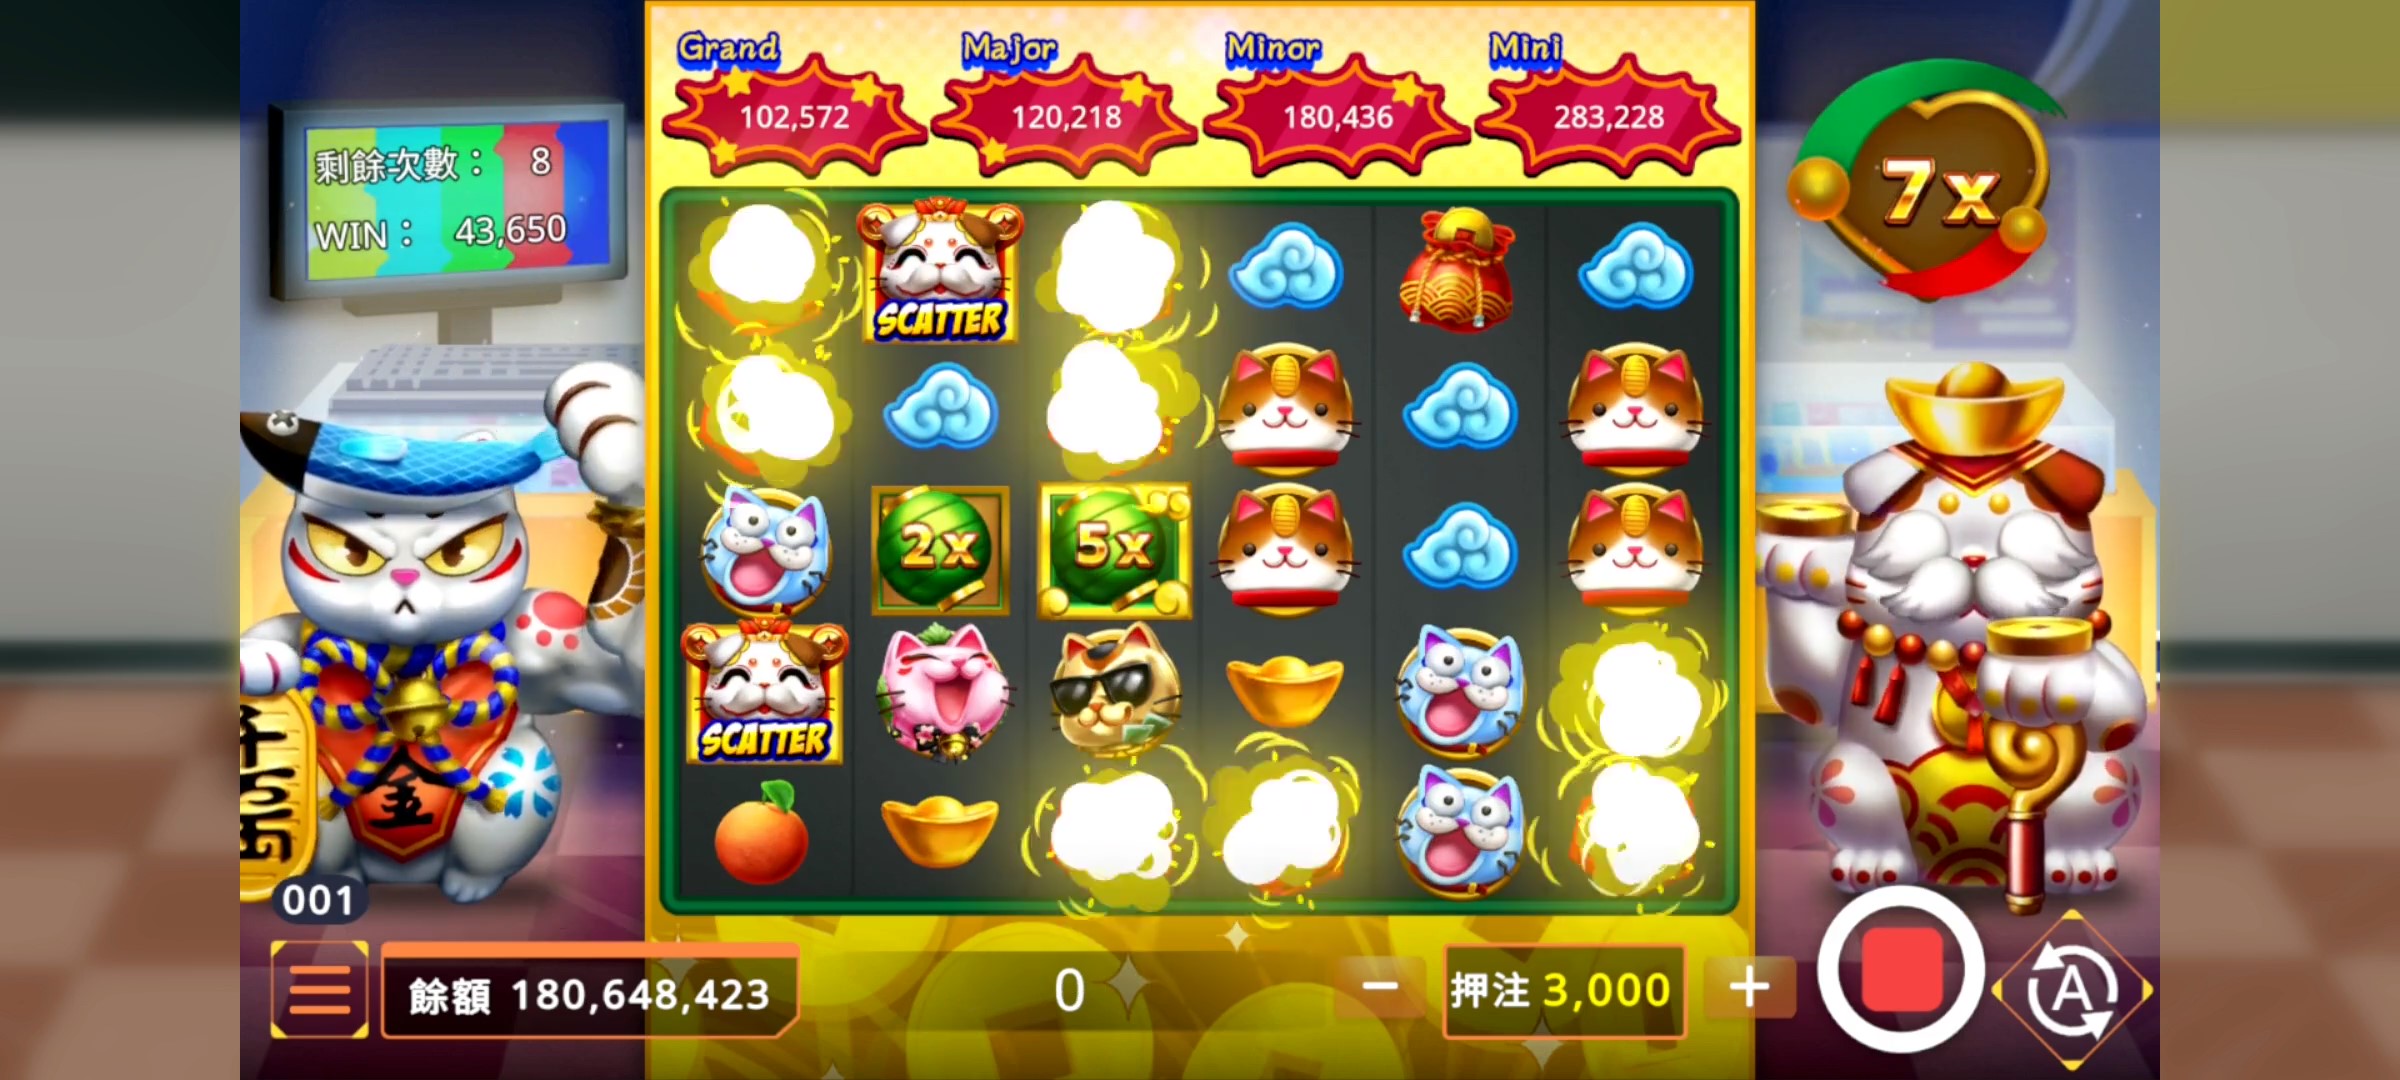 Grand
Major
Minor
Mini
102,572
120,218
180,436
283,228
剩餘次數： 8
WIN： 43,650
7x
SCATTER
2x
5x
SCATTER
金
001
餘額 180,648,423
0
− 押注 3,000 +
A